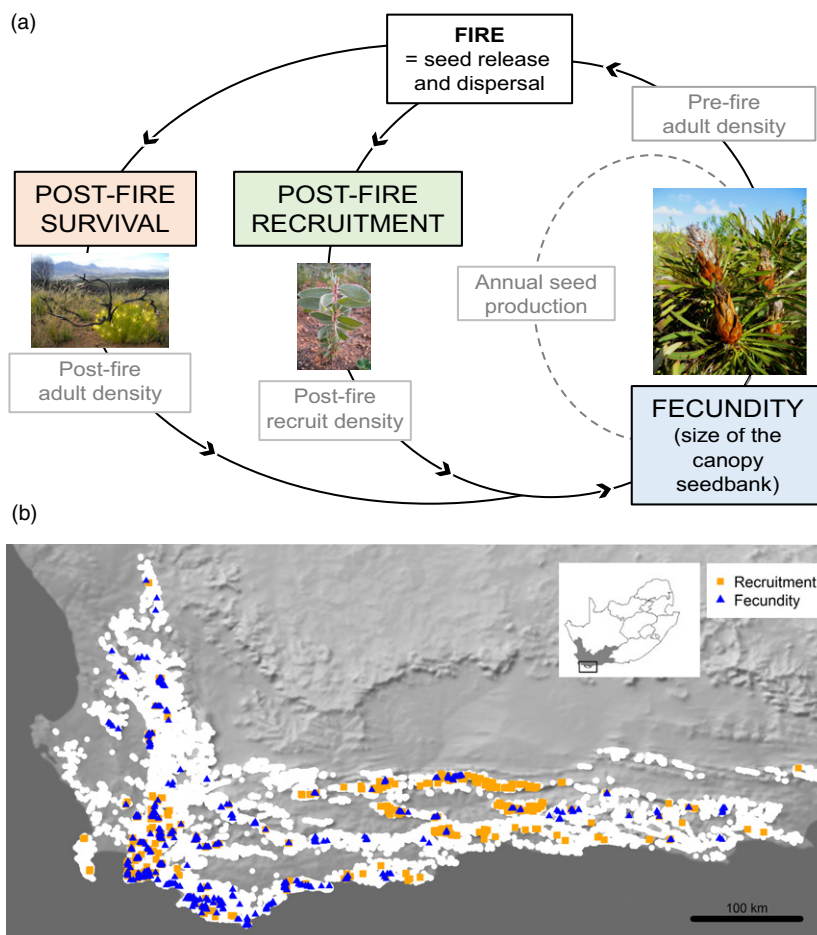 (a)
FIRE
= seed release
and dispersal
Pre-fire
adult density
POST-FIRE
SURVIVAL
POST-FIRE
RECRUITMENT
Annual seed
production
Post-fire
adult density
Post-fire
recruit density
FECUNDITY
(size of the
canopy
seedbank)
(b)
Recruitment
Fecundity
100 km